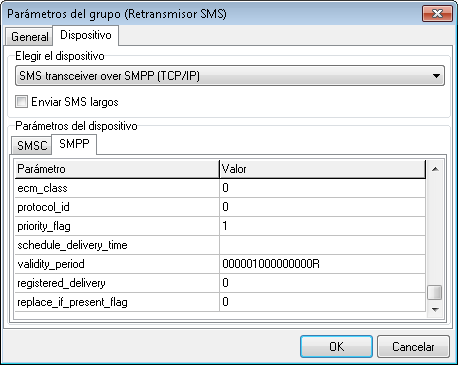 Parámetros del grupo (Retransmisor SMS)
General Dispositivo
Elegir el dispositivo
SMS transceiver over SMPP (TCP/IP)
Enviar SMS largos
Parámetros del dispositivo
SMSC SMPP
Parámetro Valor
ecm_class 0
protocol_id 0
priority_flag 1
schedule_delivery_time
validity_period 000001000000000R
registered_delivery 0
replace_if_present_flag 0
OK Cancelar